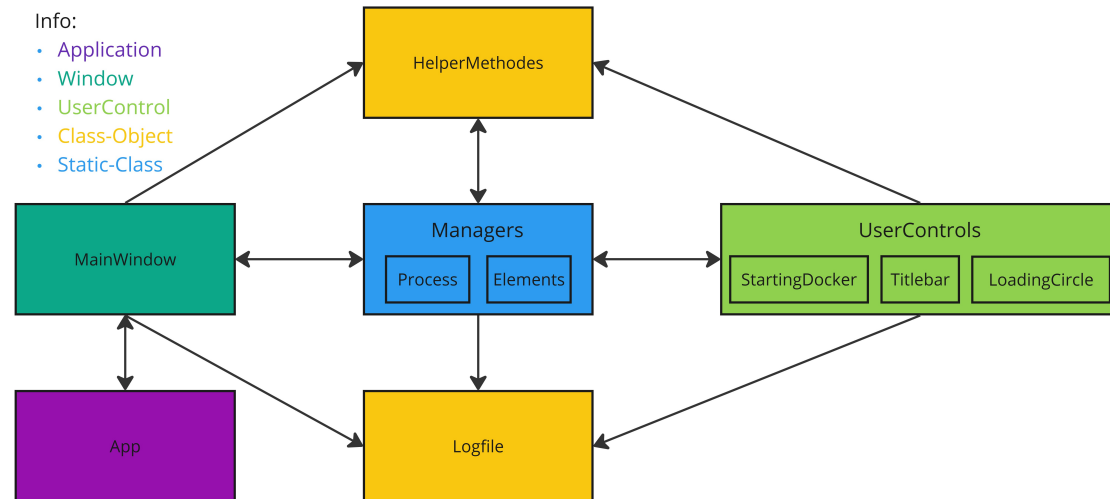 Info:
• Application
• Window
• UserControl
• Class-Object
• Static-Class
HelperMethodes
MainWindow
Managers
Process
Elements
UserControls
StartingDocker
Titlebar
LoadingCircle
App
Logfile